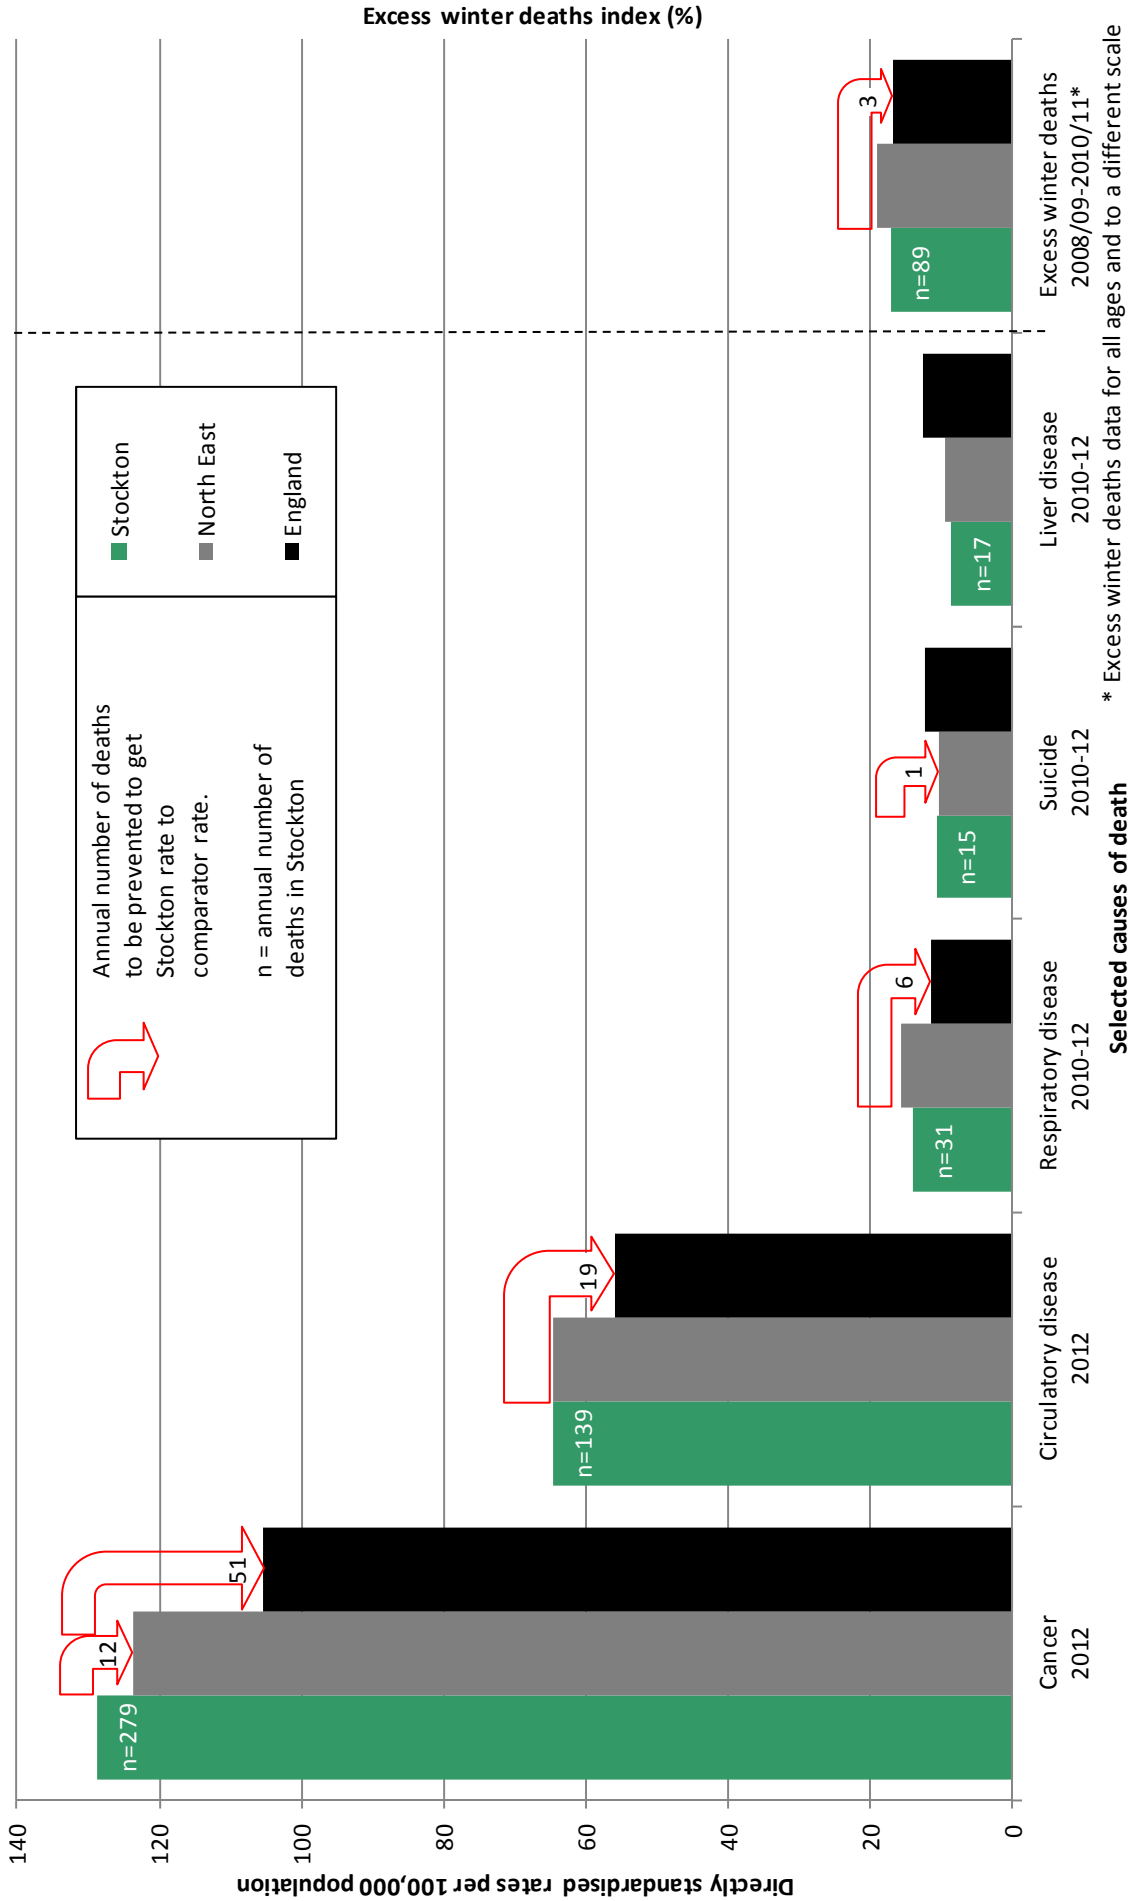 Excess winter deaths index (%)
Directly standardised rates per 100,000 population
140
120
100
80
60
40
20
0
Annual number of deaths
to be prevented to get
Stockton rate to
comparator rate.
n = annual number of
deaths in Stockton
Stockton
North East
England
n=279
12
51
n=139
19
n=31
6
n=15
1
n=17
n=89
3
Cancer
2012
Circulatory disease
2012
Respiratory disease
2010-12
Suicide
2010-12
Liver disease
2010-12
Excess winter deaths
2008/09-2010/11*
Selected causes of death
* Excess winter deaths data for all ages and to a different scale